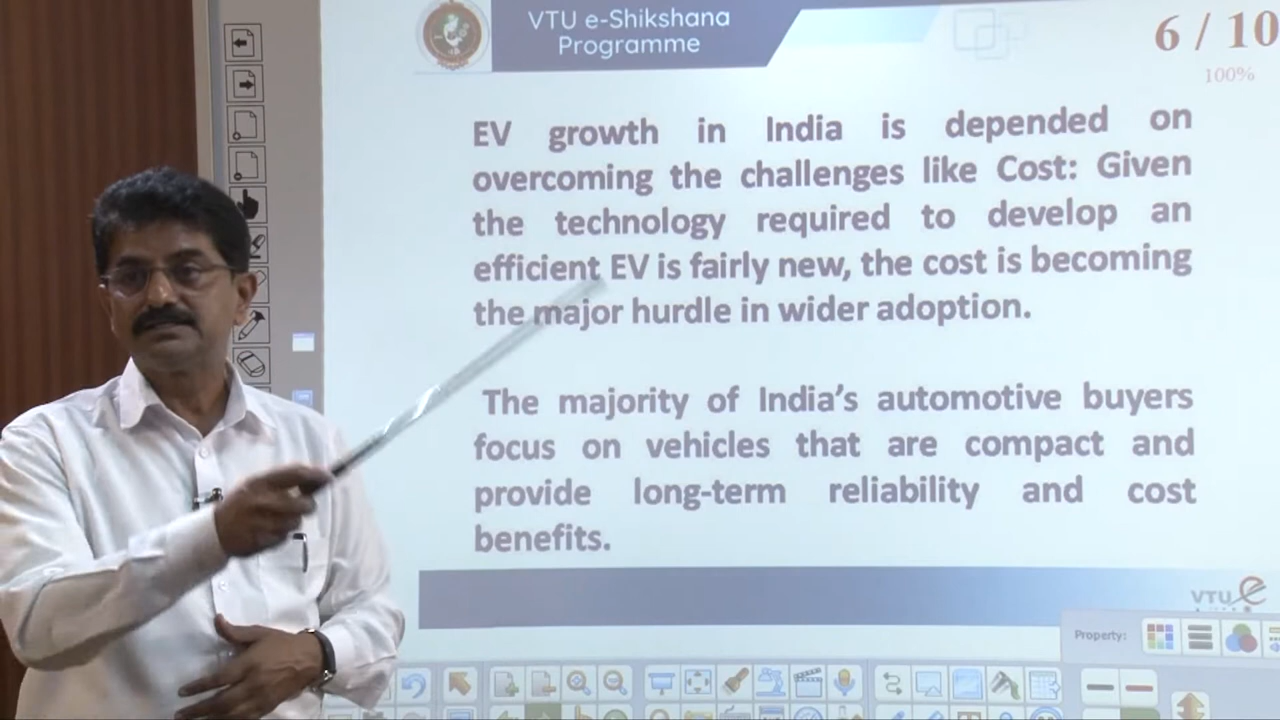 VTU e-Shikshana
Programme
6 / 10
100%
EV growth in India is depended on
overcoming the challenges like Cost: Given
the technology required to develop an
efficient EV is fairly new, the cost is becoming
the major hurdle in wider adoption.
The majority of India's automotive buyers
focus on vehicles that are compact and
provide long-term reliability and cost
benefits.
VTU e
Property: